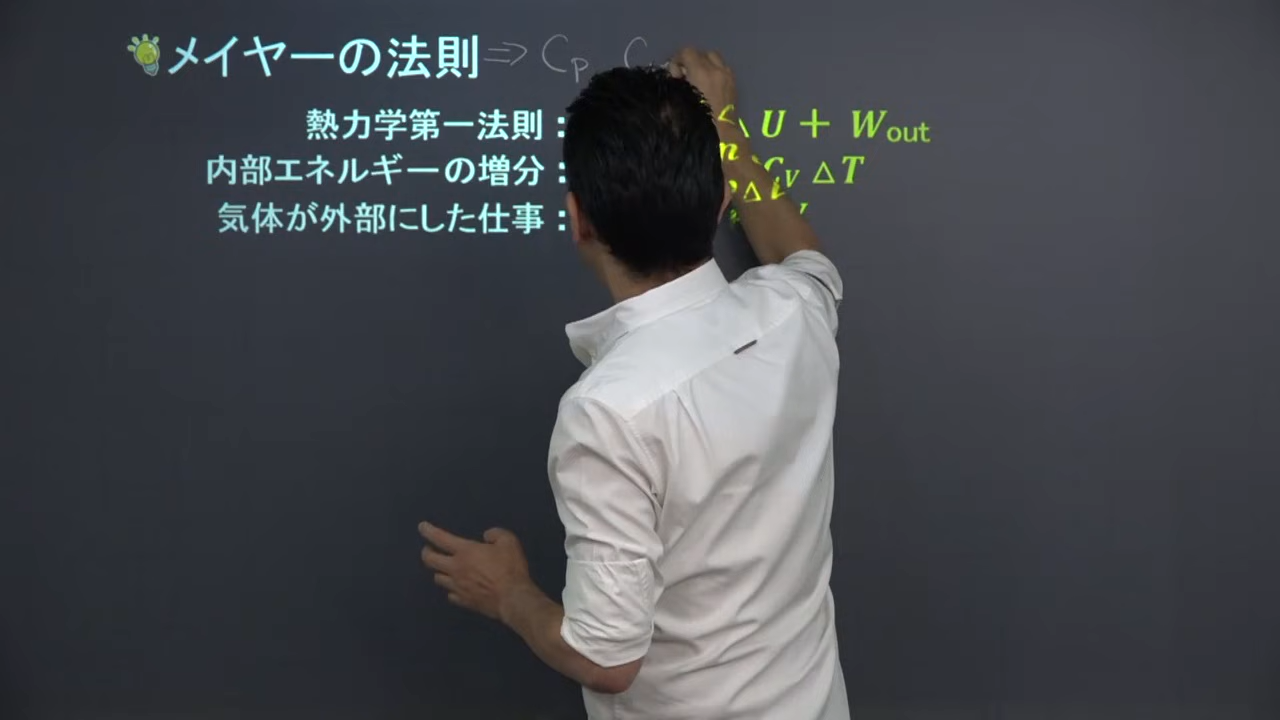 メイヤーの法則 ⇒ Cp C
熱力学第一法則： U + Wout
内部エネルギーの増分： CV △T
気体が外部にした仕事：